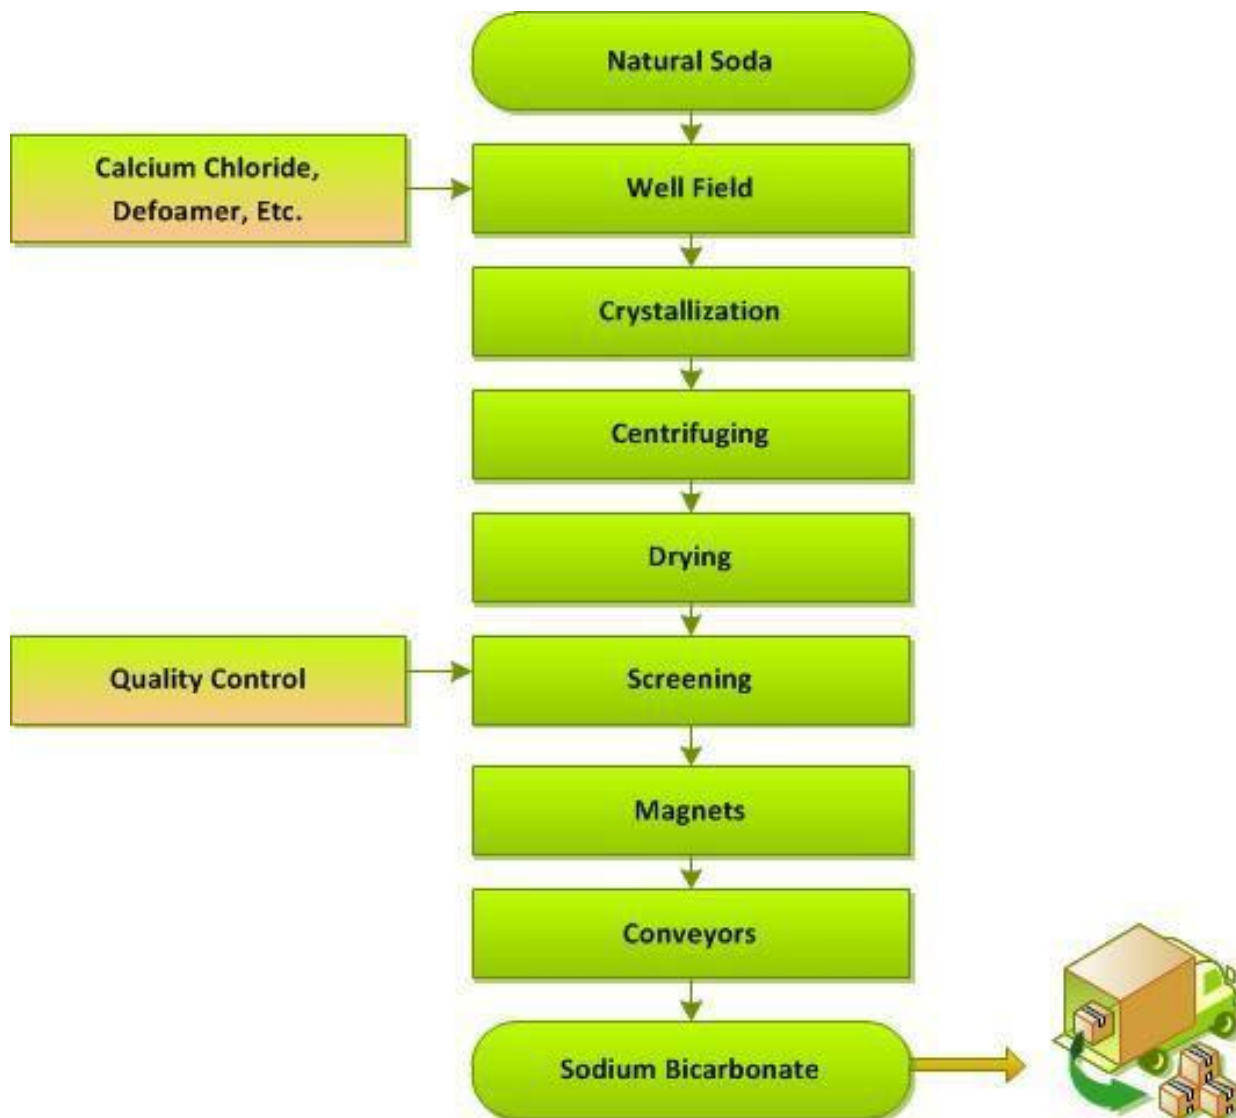 Natural Soda
Calcium Chloride,
Defoamer, Etc.
Well Field
Crystallization
Centrifuging
Drying
Quality Control
Screening
Magnets
Conveyors
Sodium Bicarbonate